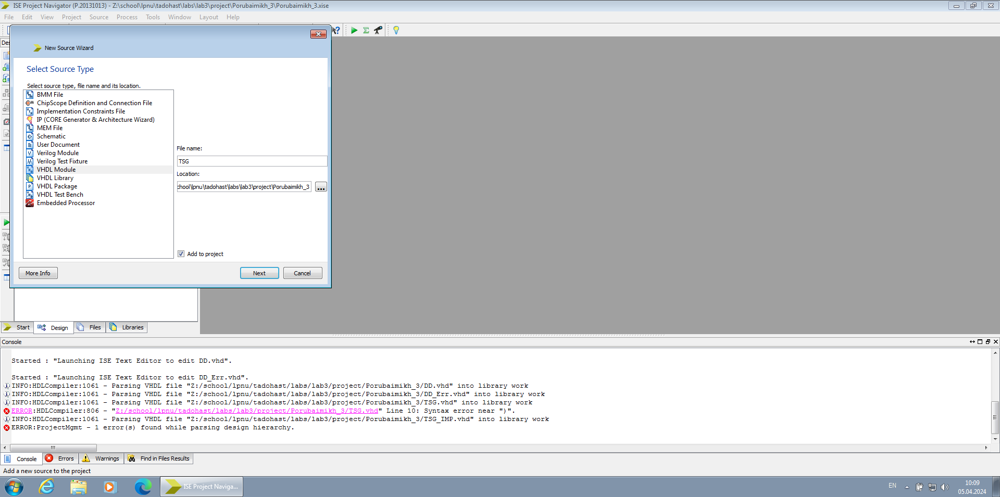 ISE Project Navigator (P.20131013) - Z:\school\lpnu\tadohast\labs\lab3\project\Porubaimikh_3\Porubaimikh_3.xise
File Edit View Project Source Process Tools Window Layout Help
New Source Wizard
Select Source Type
Select source type, file name and its location.
BMM File
ChipScope Definition and Connection File
Implementation Constraints File
IP (CORE Generator & Architecture Wizard)
MEM File
Schematic
User Document
Verilog Module
Verilog Test Fixture
VHDL Module
VHDL Library
VHDL Package
VHDL Test Bench
Embedded Processor
File name:
TSG
Location:
chool\lpnu\tadohast\labs\lab3\project\Porubaimikh_3
...
Add to project
More Info
Next
Cancel
Start Design Files Libraries
Console
Started : "Launching ISE Text Editor to edit DD.vhd".
Started : "Launching ISE Text Editor to edit DD_Err.vhd".
INFO:HDLCompiler:1061 - Parsing VHDL file "Z:/school/lpnu/tadohast/labs/lab3/project/Porubaimikh_3/DD.vhd" into library work
INFO:HDLCompiler:1061 - Parsing VHDL file "Z:/school/lpnu/tadohast/labs/lab3/project/Porubaimikh_3/DD_Err.vhd" into library work
INFO:HDLCompiler:1061 - Parsing VHDL file "Z:/school/lpnu/tadohast/labs/lab3/project/Porubaimikh_3/TSG.vhd" into library work
ERROR:HDLCompiler:806 - "Z:/school/lpnu/tadohast/labs/lab3/project/Porubaimikh_3/TSG.vhd" Line 10: Syntax error near ")".
INFO:HDLCompiler:1061 - Parsing VHDL file "Z:/school/lpnu/tadohast/labs/lab3/project/Porubaimikh_3/TSG_IMP.vhd" into library work
ERROR:ProjectMgmt - 1 error(s) found while parsing design hierarchy.
Console Errors Warnings Find in Files Results
Add a new source to the project
ISE Project Naviga...
EN
10:09
05.04.2024